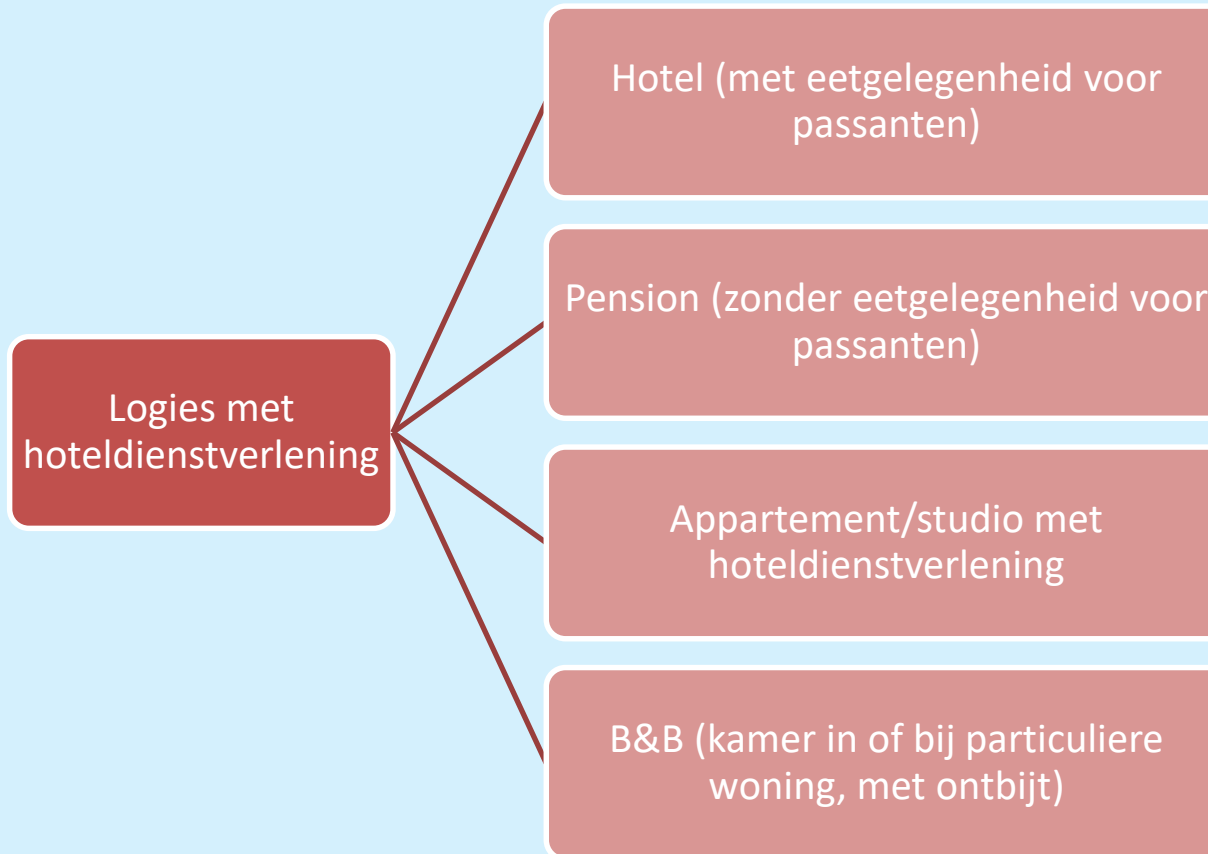 Hotel (met eetgelegenheid voor
passanten)
Pension (zonder eetgelegenheid voor
passanten)
Logies met
hoteldienstverlening
Appartement/studio met
hoteldienstverlening
B&B (kamer in of bij particuliere
woning, met ontbijt)